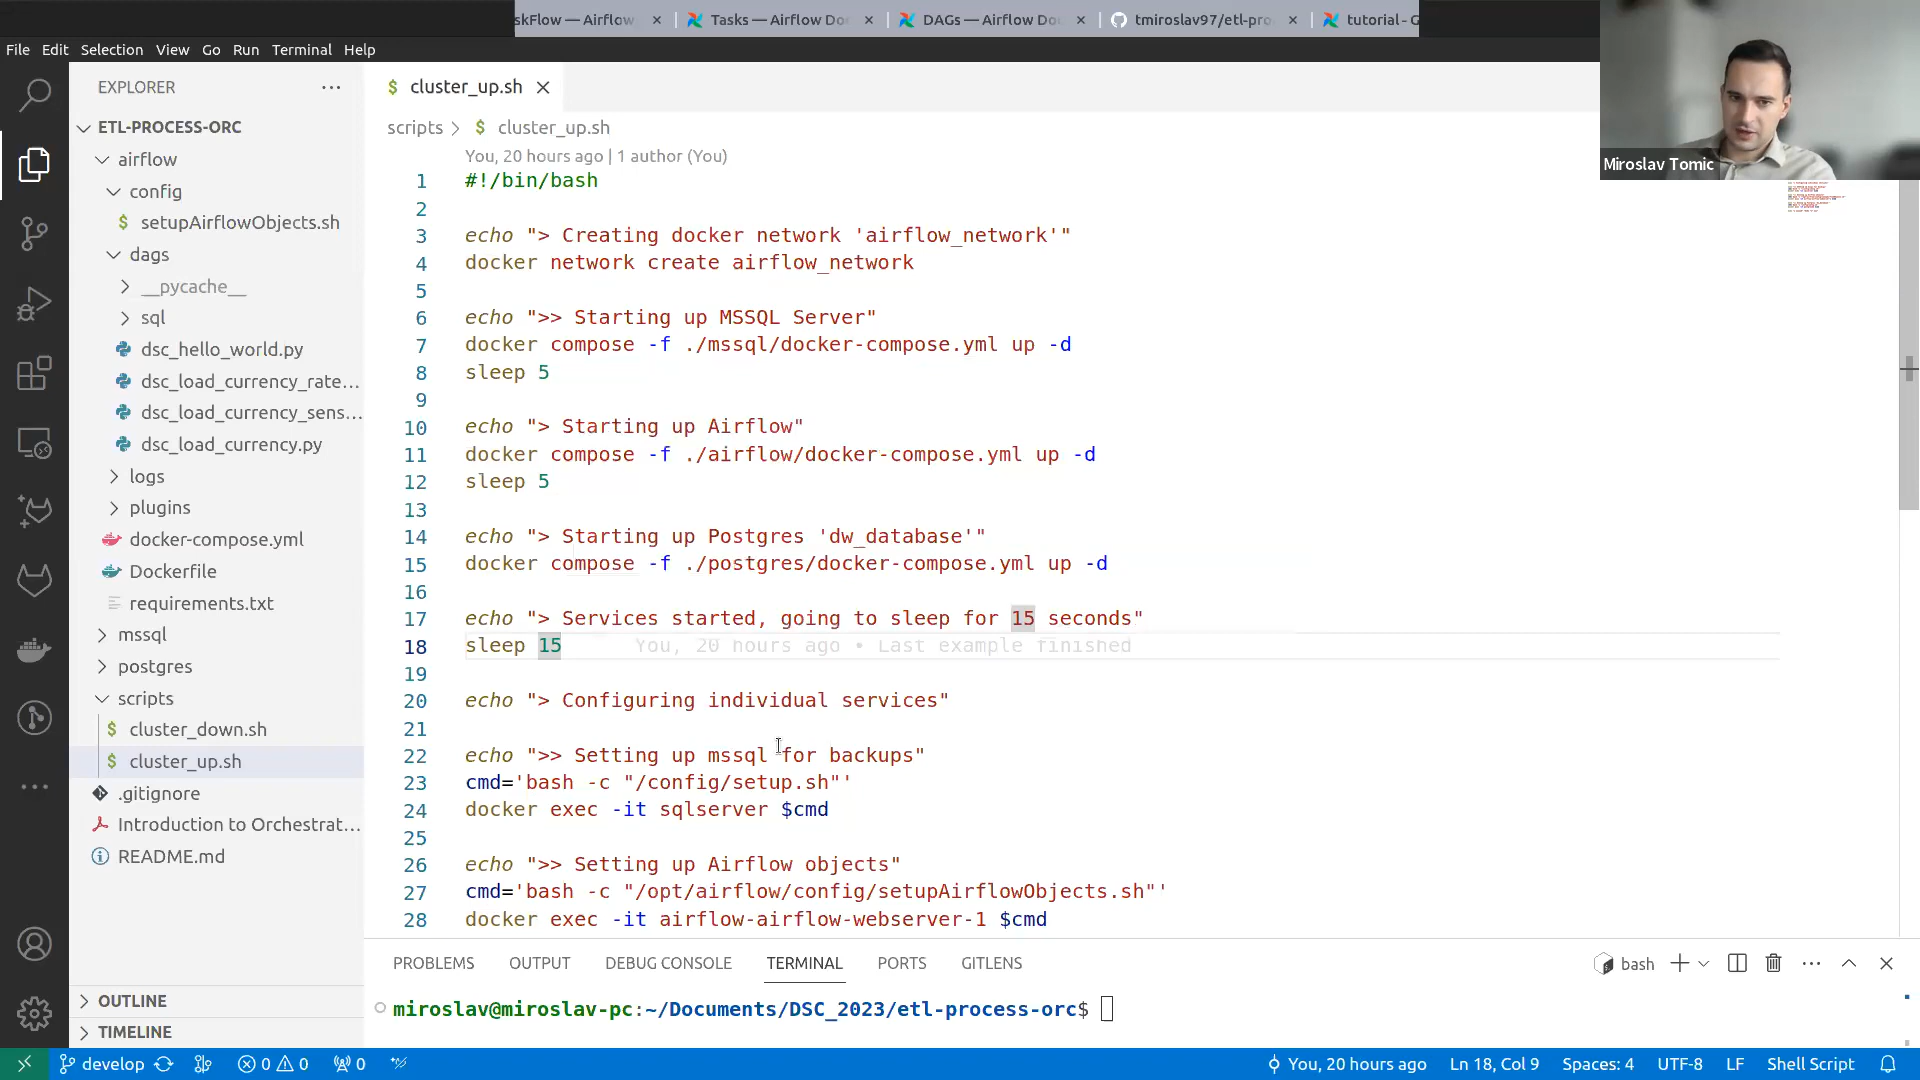 skFlow — Airflow
Tasks — Airflow Do
DAGs — Airflow Do
tmiroslav97/etl-pro
tutorial - G
File Edit Selection View Go Run Terminal Help
EXPLORER
ETL-PROCESS-ORC
airflow
config
setupAirflowObjects.sh
dags
__pycache__
sql
dsc_hello_world.py
dsc_load_currency_rate...
dsc_load_currency_sens...
dsc_load_currency.py
logs
plugins
docker-compose.yml
Dockerfile
requirements.txt
mssql
postgres
scripts
cluster_down.sh
cluster_up.sh
.gitignore
Introduction to Orchestrat...
README.md
OUTLINE
TIMELINE
cluster_up.sh
scripts > $ cluster_up.sh
You, 20 hours ago | 1 author (You)
1 #!/bin/bash
2
3 echo "> Creating docker network 'airflow_network'"
4 docker network create airflow_network
5
6 echo ">> Starting up MSSQL Server"
7 docker compose -f ./mssql/docker-compose.yml up -d
8 sleep 5
9
10 echo "> Starting up Airflow"
11 docker compose -f ./airflow/docker-compose.yml up -d
12 sleep 5
13
14 echo "> Starting up Postgres 'dw_database'"
15 docker compose -f ./postgres/docker-compose.yml up -d
16
17 echo "> Services started, going to sleep for 15 seconds"
18 sleep 15 You, 20 hours ago • Last example finished
19
20 echo "> Configuring individual services"
21
22 echo ">> Setting up mssql for backups"
23 cmd='bash -c "/config/setup.sh"'
24 docker exec -it sqlserver $cmd
25
26 echo ">> Setting up Airflow objects"
27 cmd='bash -c "/opt/airflow/config/setupAirflowObjects.sh"'
28 docker exec -it airflow-airflow-webserver-1 $cmd
Miroslav Tomic
PROBLEMS OUTPUT DEBUG CONSOLE TERMINAL PORTS GITLENS
bash
miroslav@miroslav-pc:~/Documents/DSC_2023/etl-process-orc$
develop 0 0 0 You, 20 hours ago Ln 18, Col 9 Spaces: 4 UTF-8 LF Shell Script